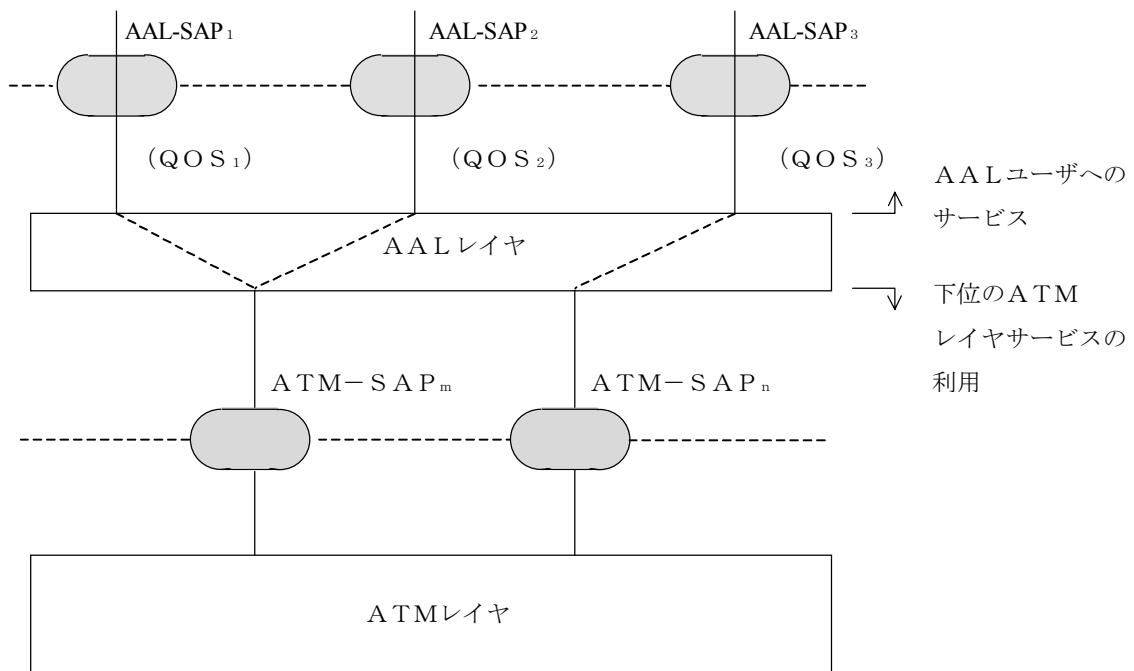 AAL-SAP₁
AAL-SAP₂
AAL-SAP₃
（ＱＯＳ₁）
（ＱＯＳ₂）
（ＱＯＳ₃）
ＡＡＬユーザへの
サービス
ＡＡＬレイヤ
下位のＡＴＭ
レイヤサービスの
利用
ＡＴＭ－ＳＡＰₘ
ＡＴＭ－ＳＡＰₙ
ＡＴＭレイヤ